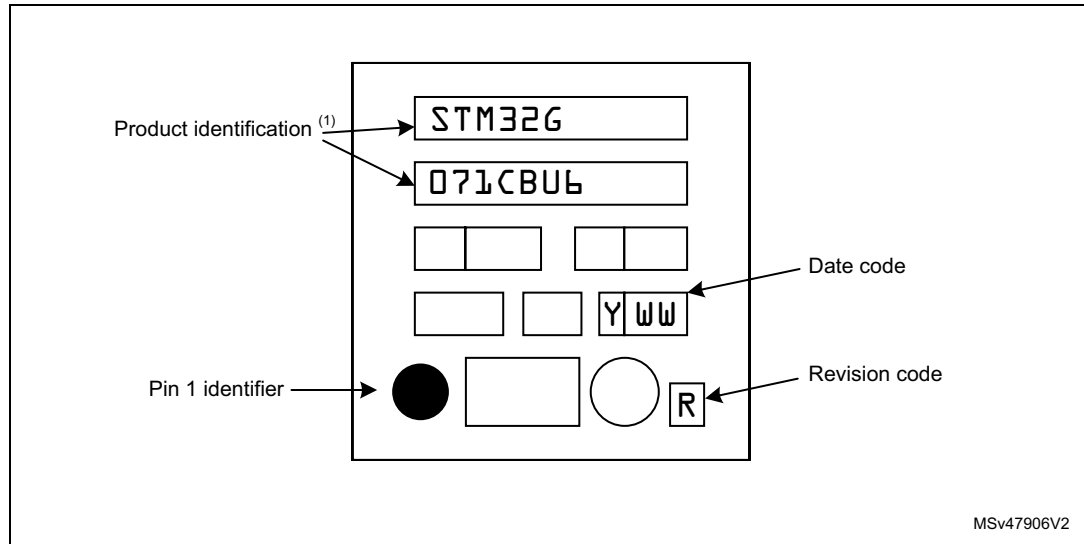 STM32G
Product identification (1)
071CBU6
Date code
Y WW
Pin 1 identifier
Revision code
R
MSv47906V2